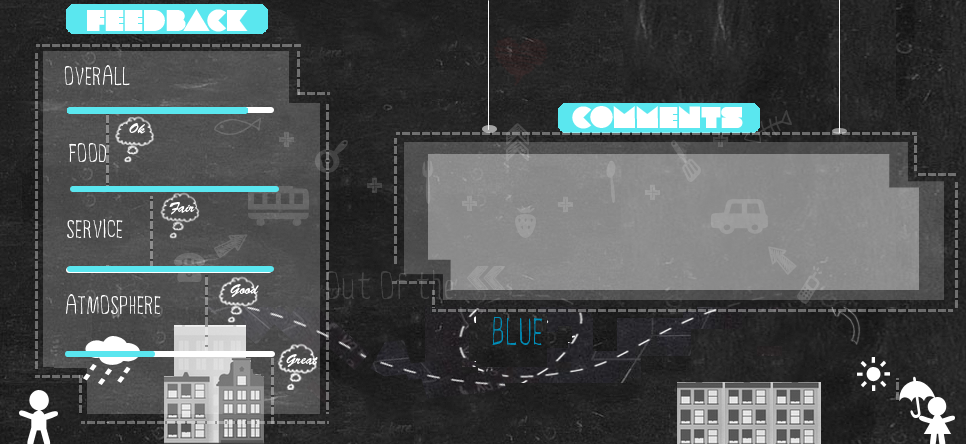 FEEDBACK
OVERALL
Ok
FOOD
Fair
SERVICE
Good
ATMOSPHERE
Great
COMMENTS
Out Of The
BLUE